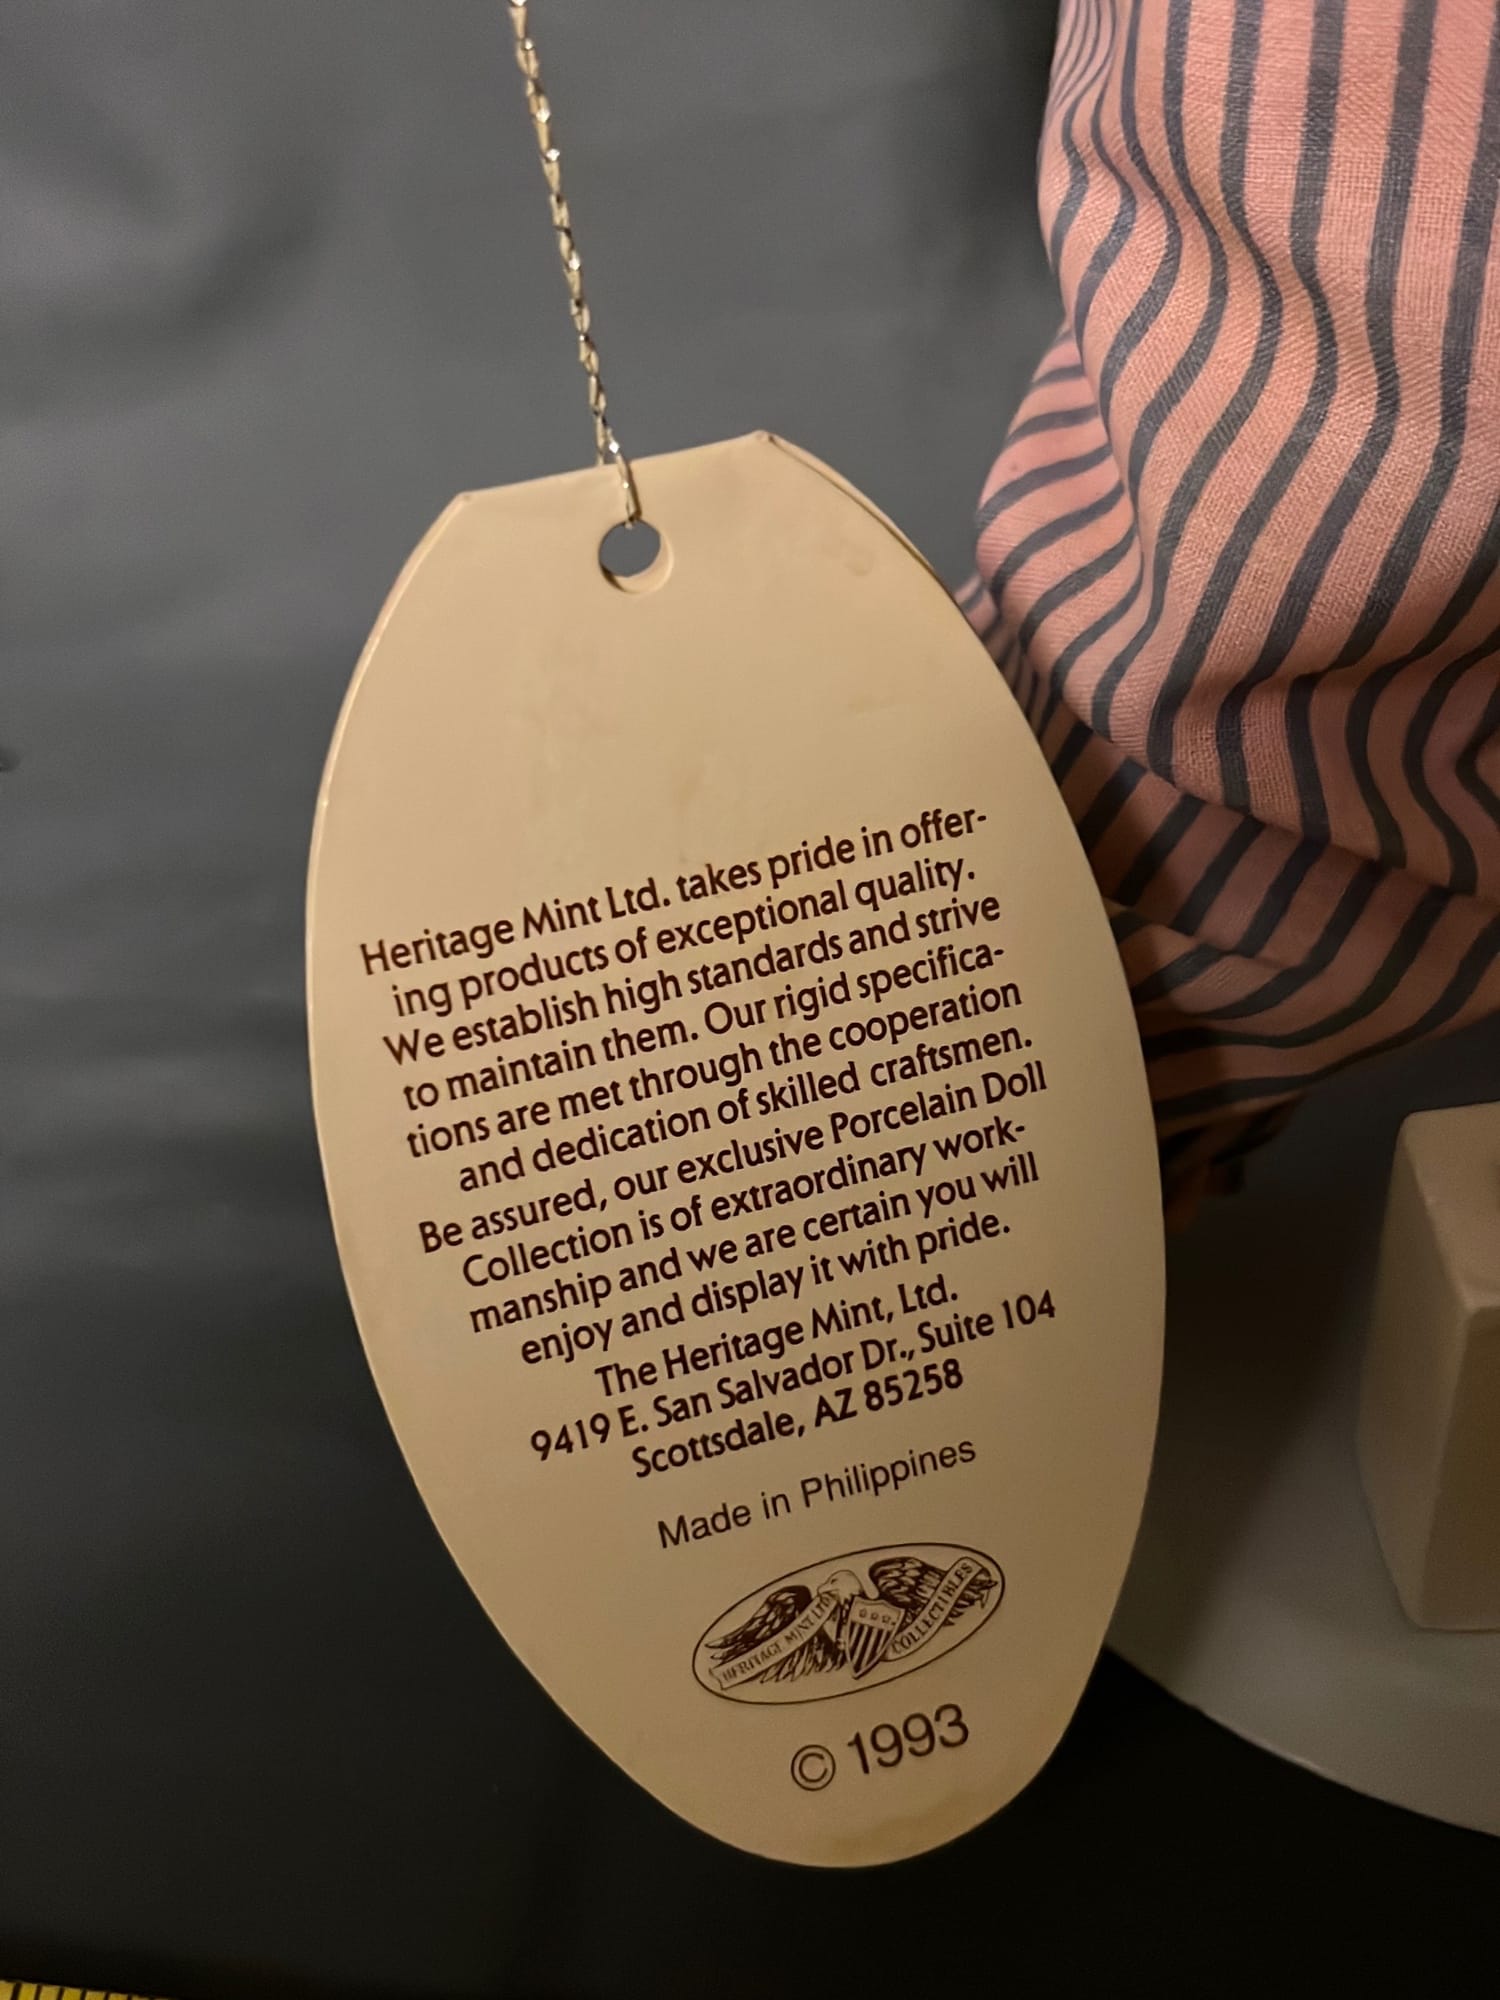 Heritage Mint Ltd. takes pride in offer-
ing products of exceptional quality.
We establish high standards and strive
to maintain them. Our rigid specifica-
tions are met through the cooperation
and dedication of skilled craftsmen.
Be assured, our exclusive Porcelain Doll
Collection is of extraordinary work-
manship and we are certain you will
enjoy and display it with pride.
The Heritage Mint, Ltd.
9419 E. San Salvador Dr., Suite 104
Scottsdale, AZ 85258
Made in Philippines
HERITAGE MINT LTD.
COLLECTIBLES
© 1993